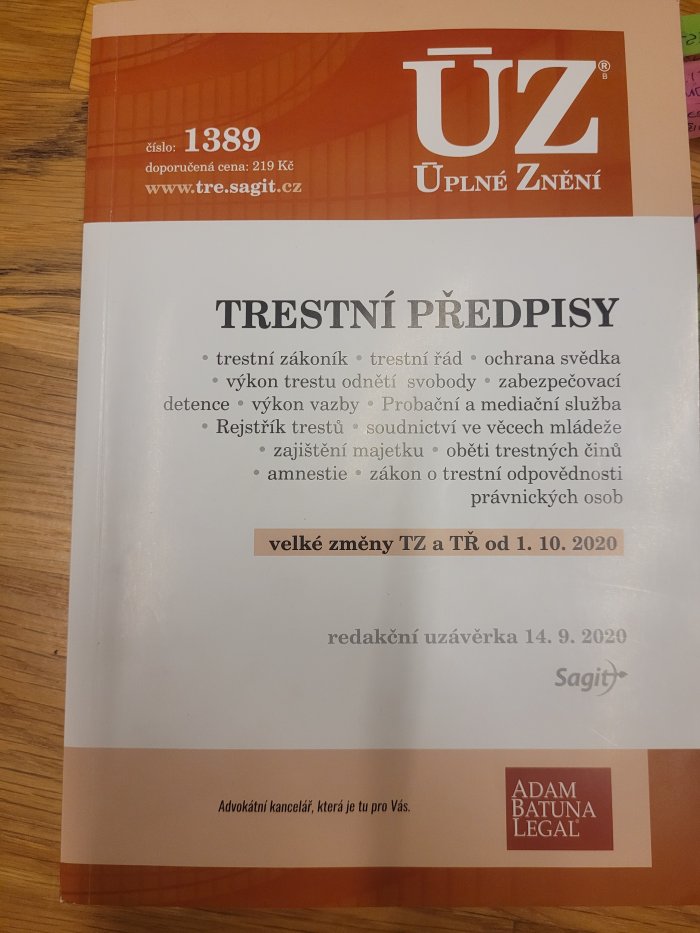 ÚZ®
B
ÚPLNÉ ZNĚNÍ
číslo: 1389
doporučená cena: 219 Kč
www.tre.sagit.cz
TRESTNÍ PŘEDPISY
• trestní zákoník • trestní řád • ochrana svědka
• výkon trestu odnětí svobody • zabezpečovací
detence • výkon vazby • Probační a mediační služba
• Rejstřík trestů • soudnictví ve věcech mládeže
• zajištění majetku • oběti trestných činů
• amnestie • zákon o trestní odpovědnosti
právnických osob
velké změny TZ a TŘ od 1. 10. 2020
redakční uzávěrka 14. 9. 2020
Sagit
Advokátní kancelář, která je tu pro Vás.
ADAM
BATUNA
LEGAL®